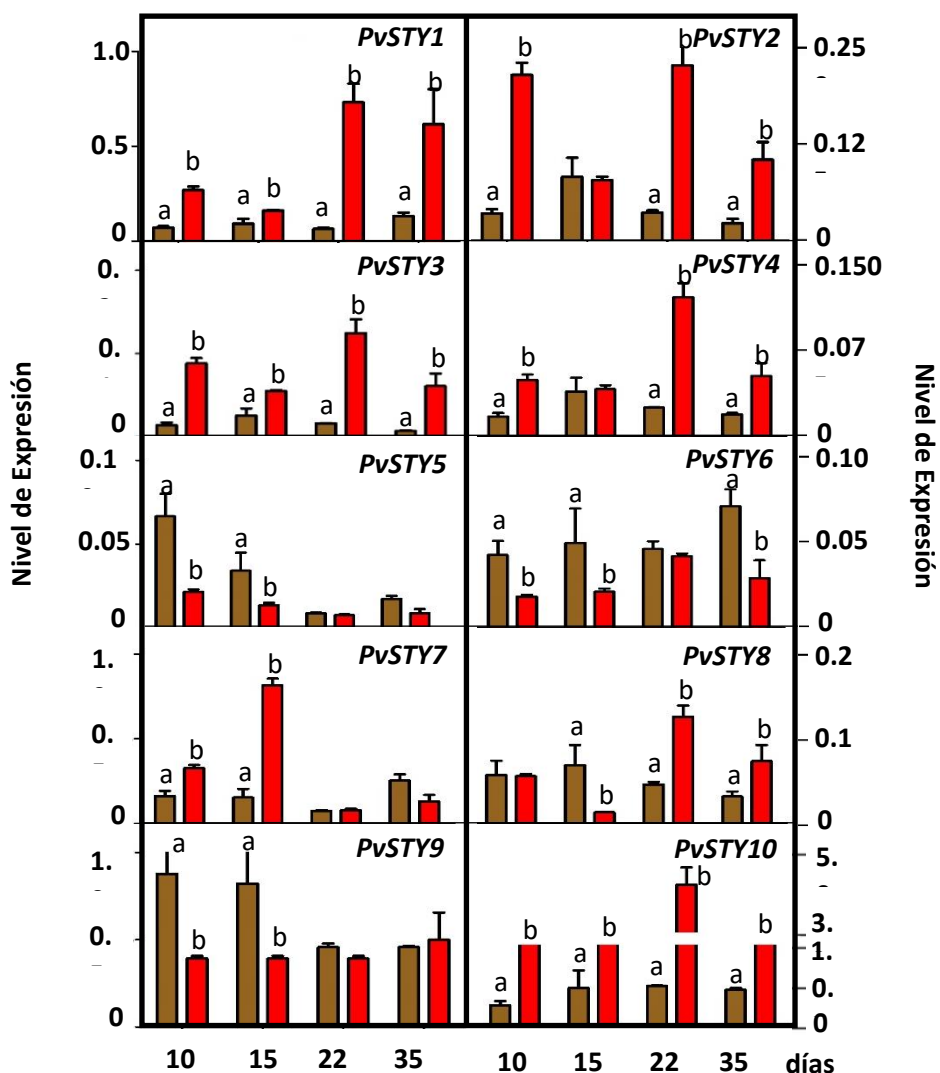 Nivel de Expresión
PvSTY1
1.0
0.5
0
a b a b a b a b
PvSTY2
0.25
0.12
0
a b a b a b
PvSTY3
0.
0.
0
a b a b a b a b
PvSTY4
0.150
0.07
0
a b a b a b
PvSTY5
0.1
0.05
0
a b a b
PvSTY6
0.10
0.05
0
a b a b a b
PvSTY7
1.
0.
0
a b a b
PvSTY8
0.2
0.1
0
a b a b a b
PvSTY9
1.
0.
0
a b a b
PvSTY10
5.
3.
1.
0.
0
a b a b a b a b
10 15 22 35 10 15 22 35 días
Nivel de Expresión